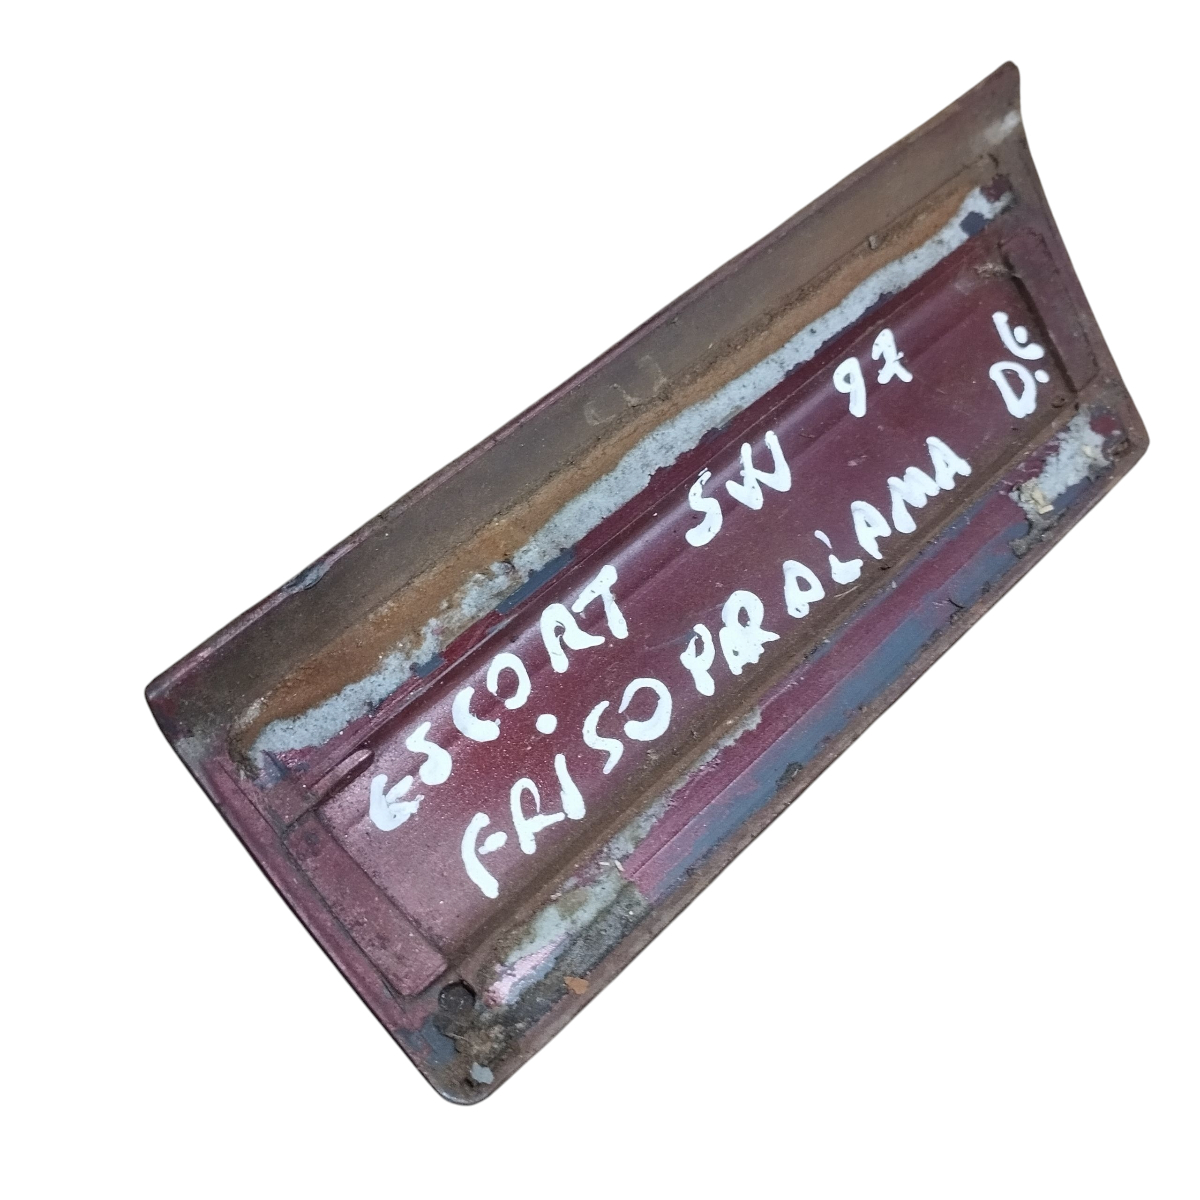 ESCORT SW 97
FRISO PARALAMA D.E